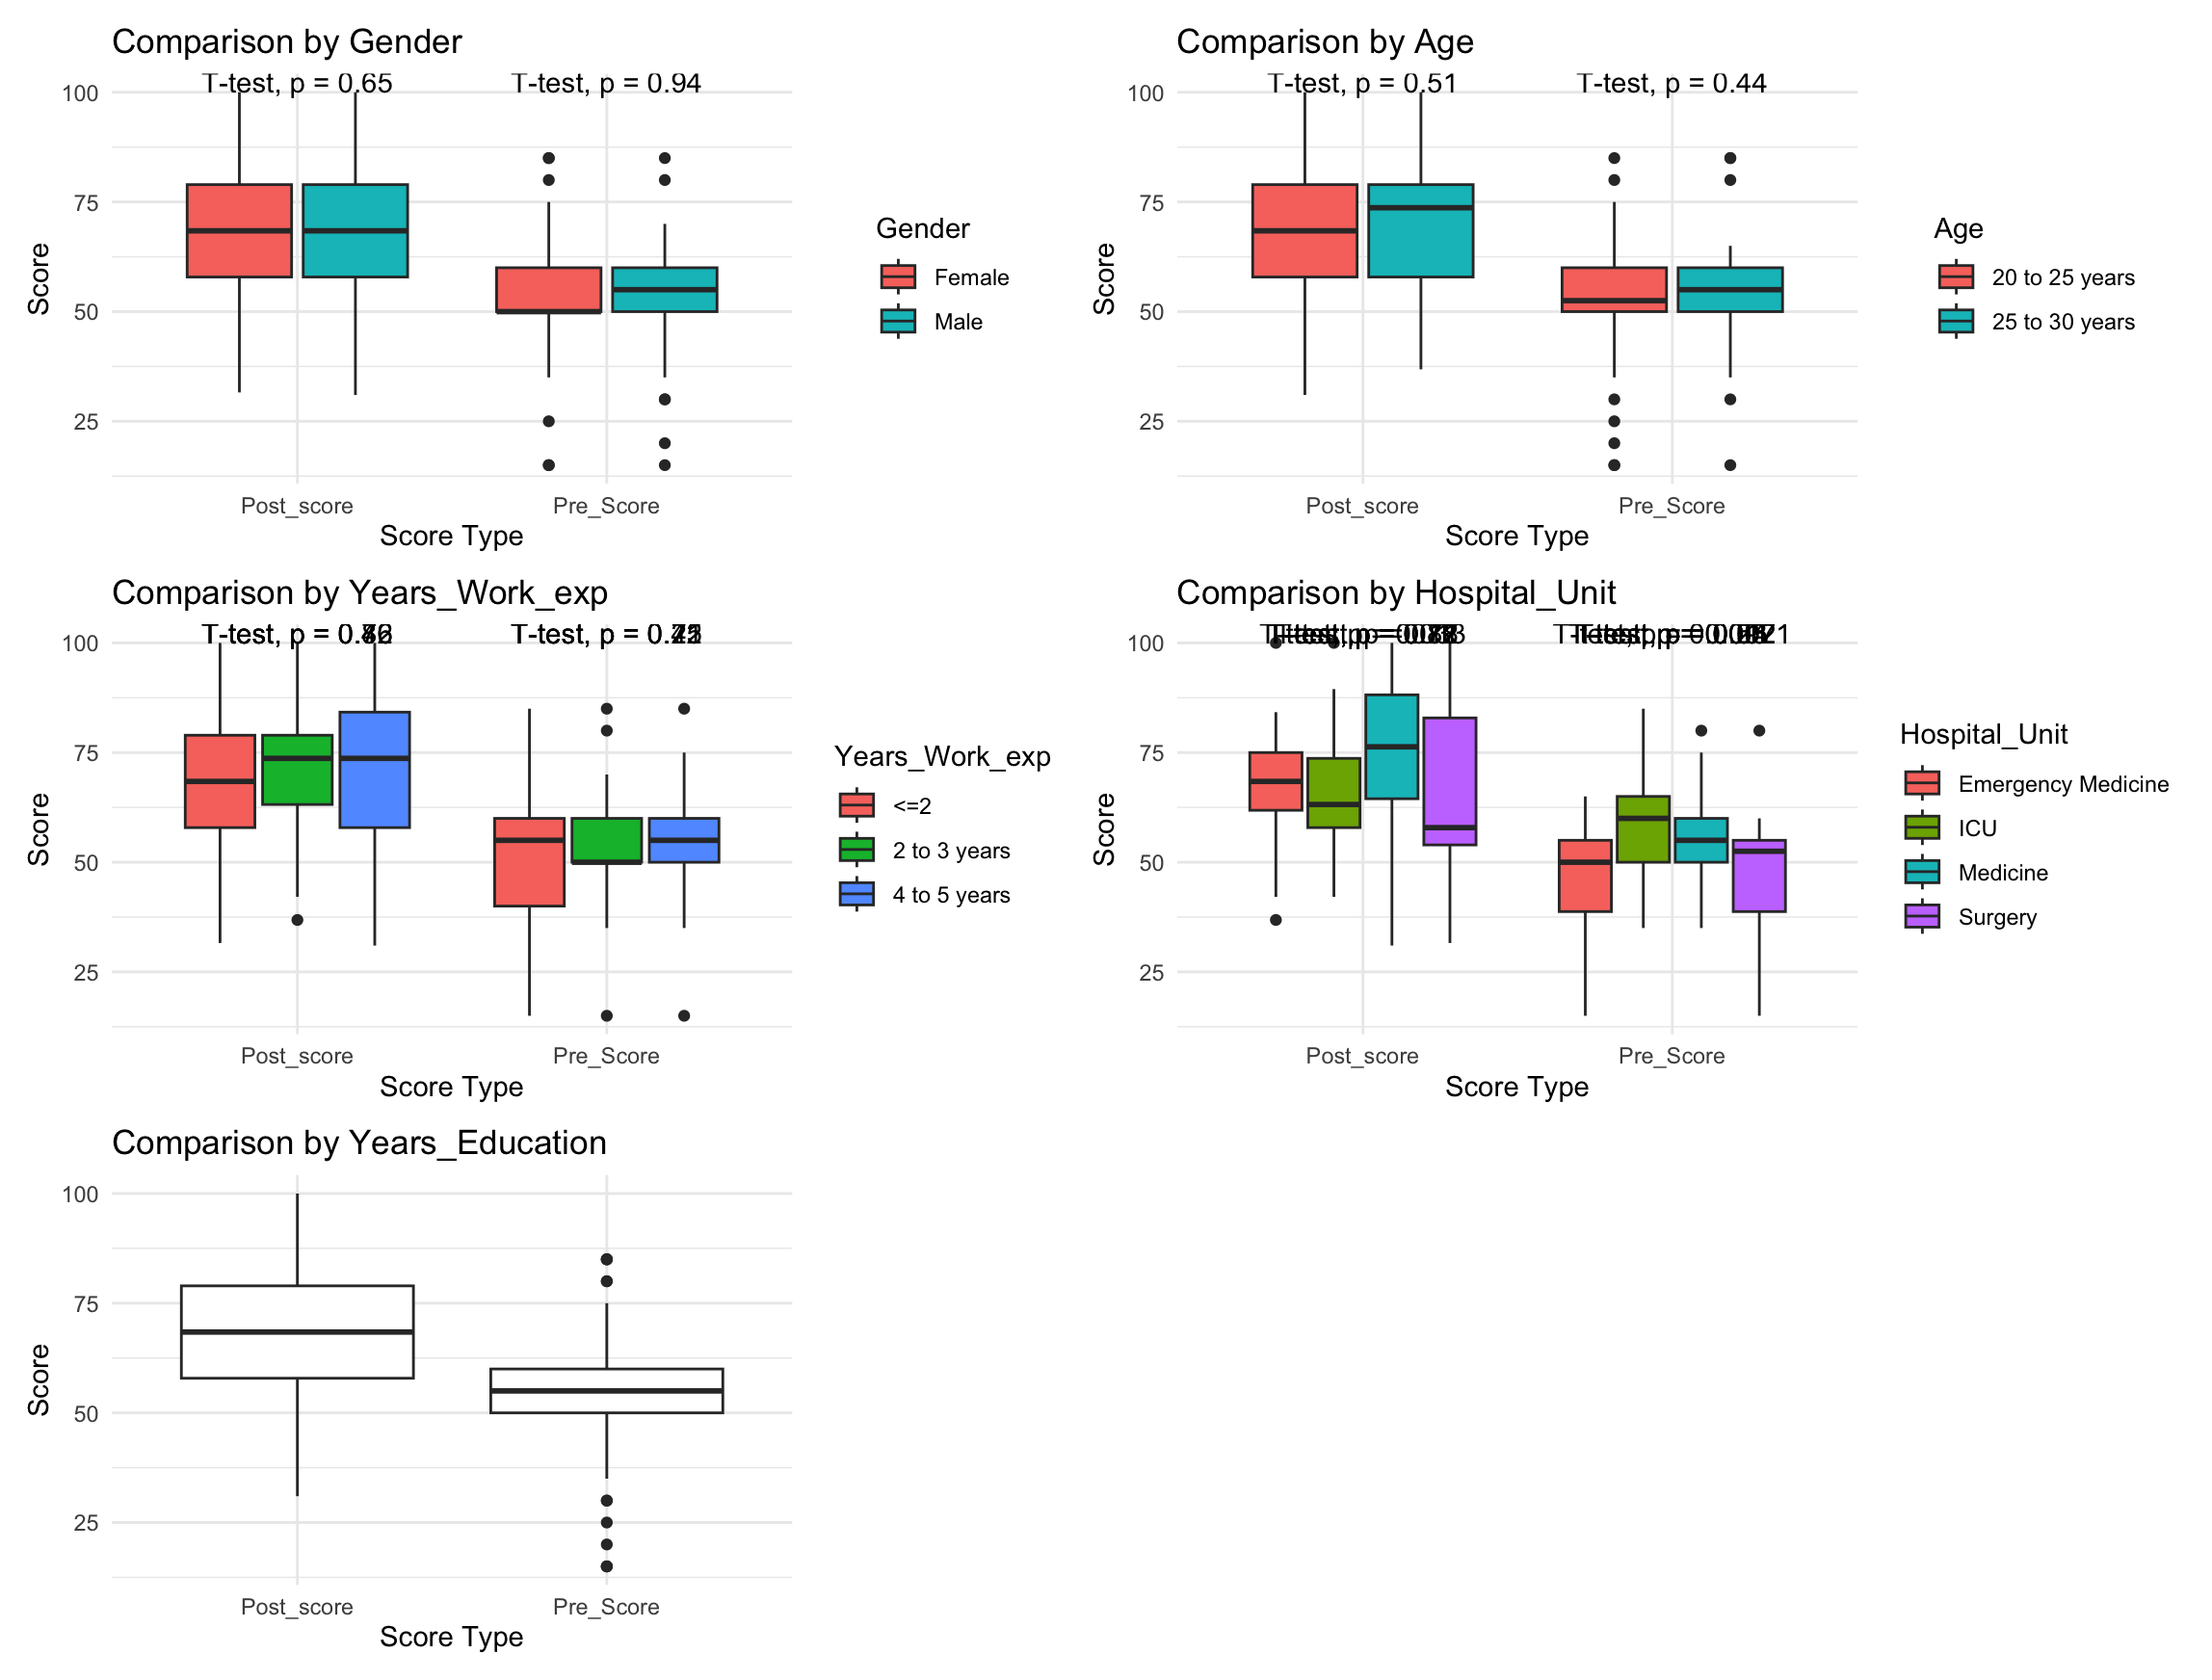 Comparison by Gender
T-test, p = 0.65
T-test, p = 0.94
100
75
50
25
Score
Post_score
Pre_Score
Score Type
Gender
Female
Male
Comparison by Age
T-test, p = 0.51
T-test, p = 0.44
100
75
50
25
Score
Post_score
Pre_Score
Score Type
Age
20 to 25 years
25 to 30 years
Comparison by Years_Work_exp
T-test, p =
T-test, p =
100
75
50
25
Score
Post_score
Pre_Score
Score Type
Years_Work_exp
<=2
2 to 3 years
4 to 5 years
Comparison by Hospital_Unit
100
75
50
25
Score
Post_score
Pre_Score
Score Type
Hospital_Unit
Emergency Medicine
ICU
Medicine
Surgery
Comparison by Years_Education
100
75
50
25
Score
Post_score
Pre_Score
Score Type